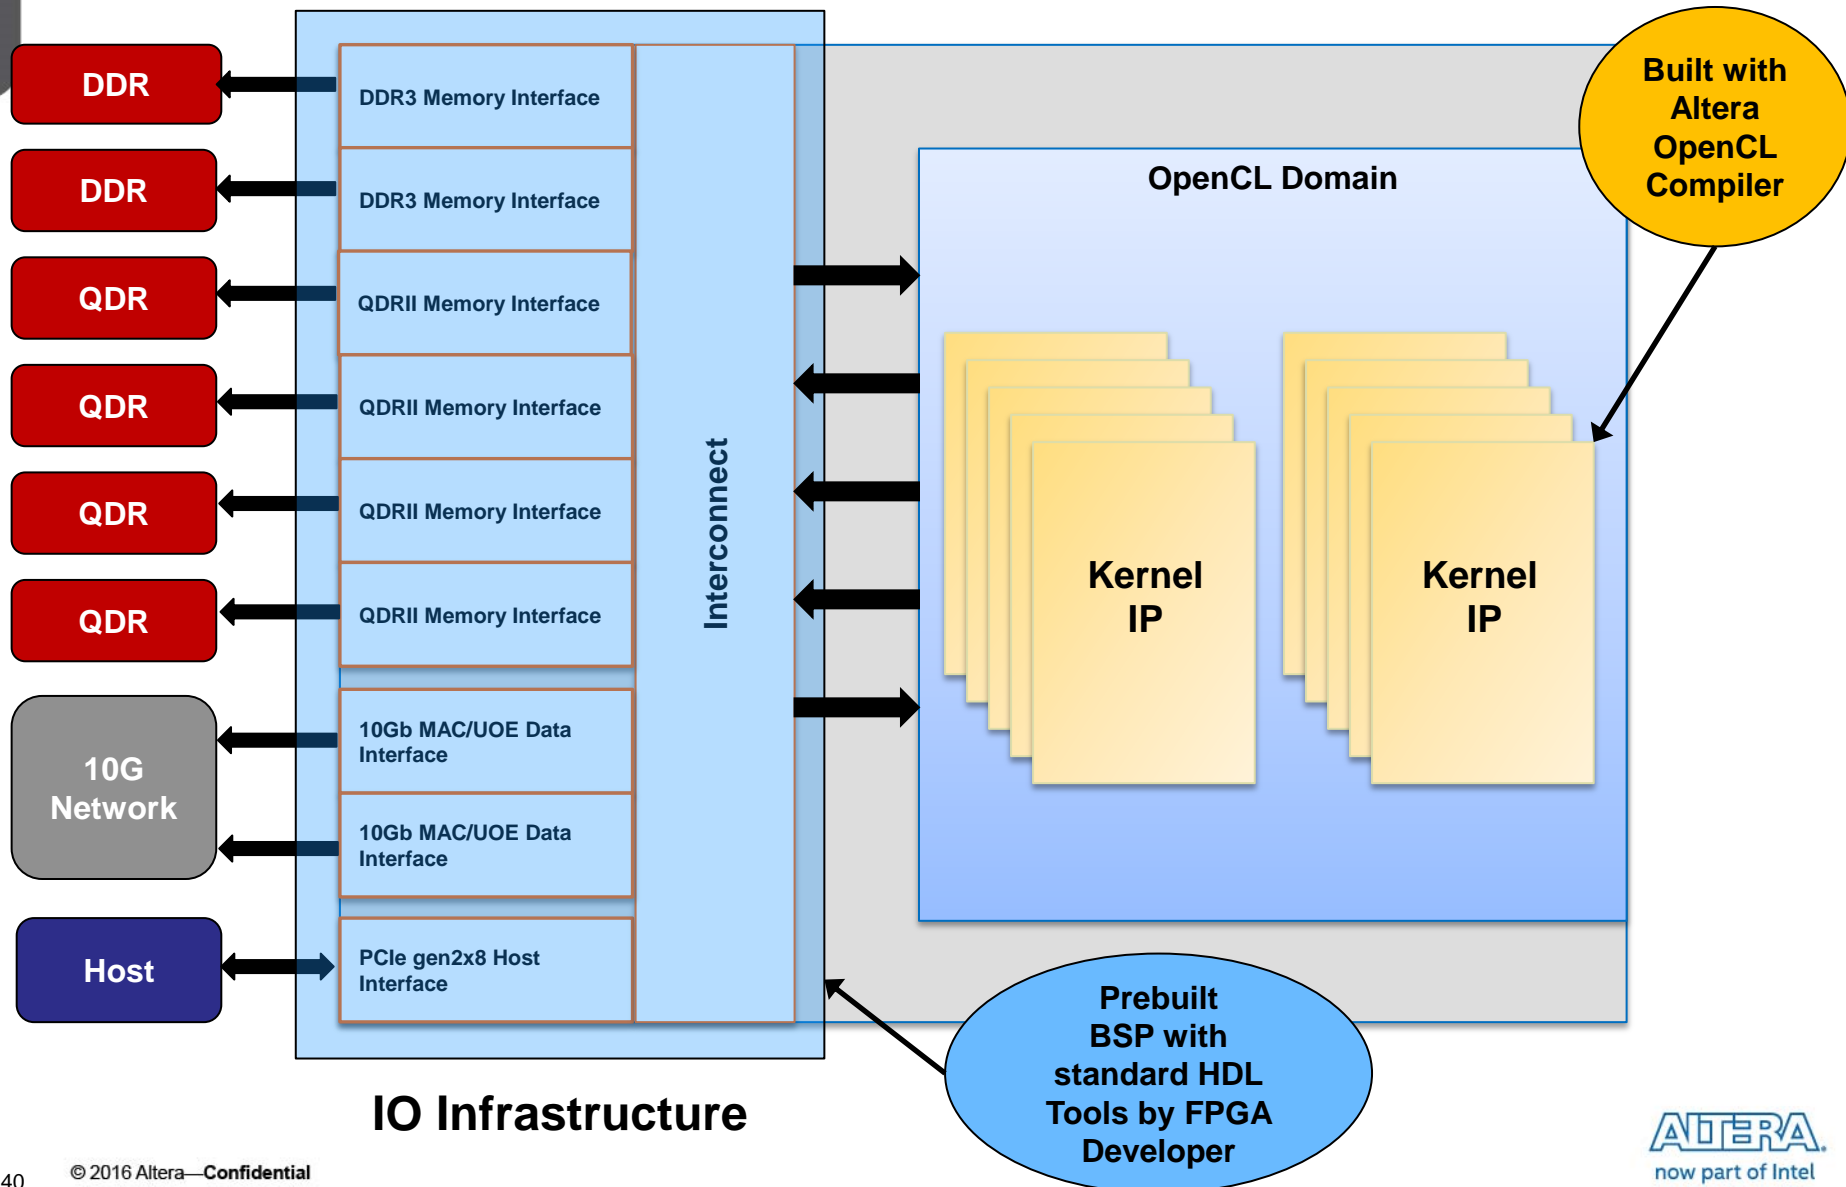 DDR
DDR
QDR
QDR
QDR
QDR
10G
Network
Host
DDR3 Memory Interface
DDR3 Memory Interface
QDRII Memory Interface
QDRII Memory Interface
QDRII Memory Interface
QDRII Memory Interface
10Gb MAC/UOE Data
Interface
10Gb MAC/UOE Data
Interface
PCIe gen2x8 Host
Interface
Interconnect
OpenCL Domain
Kernel
IP
Kernel
IP
Built with
Altera
OpenCL
Compiler
Prebuilt
BSP with
standard HDL
Tools by FPGA
Developer
IO Infrastructure
40
© 2016 Altera—Confidential
ALTERA.
now part of Intel